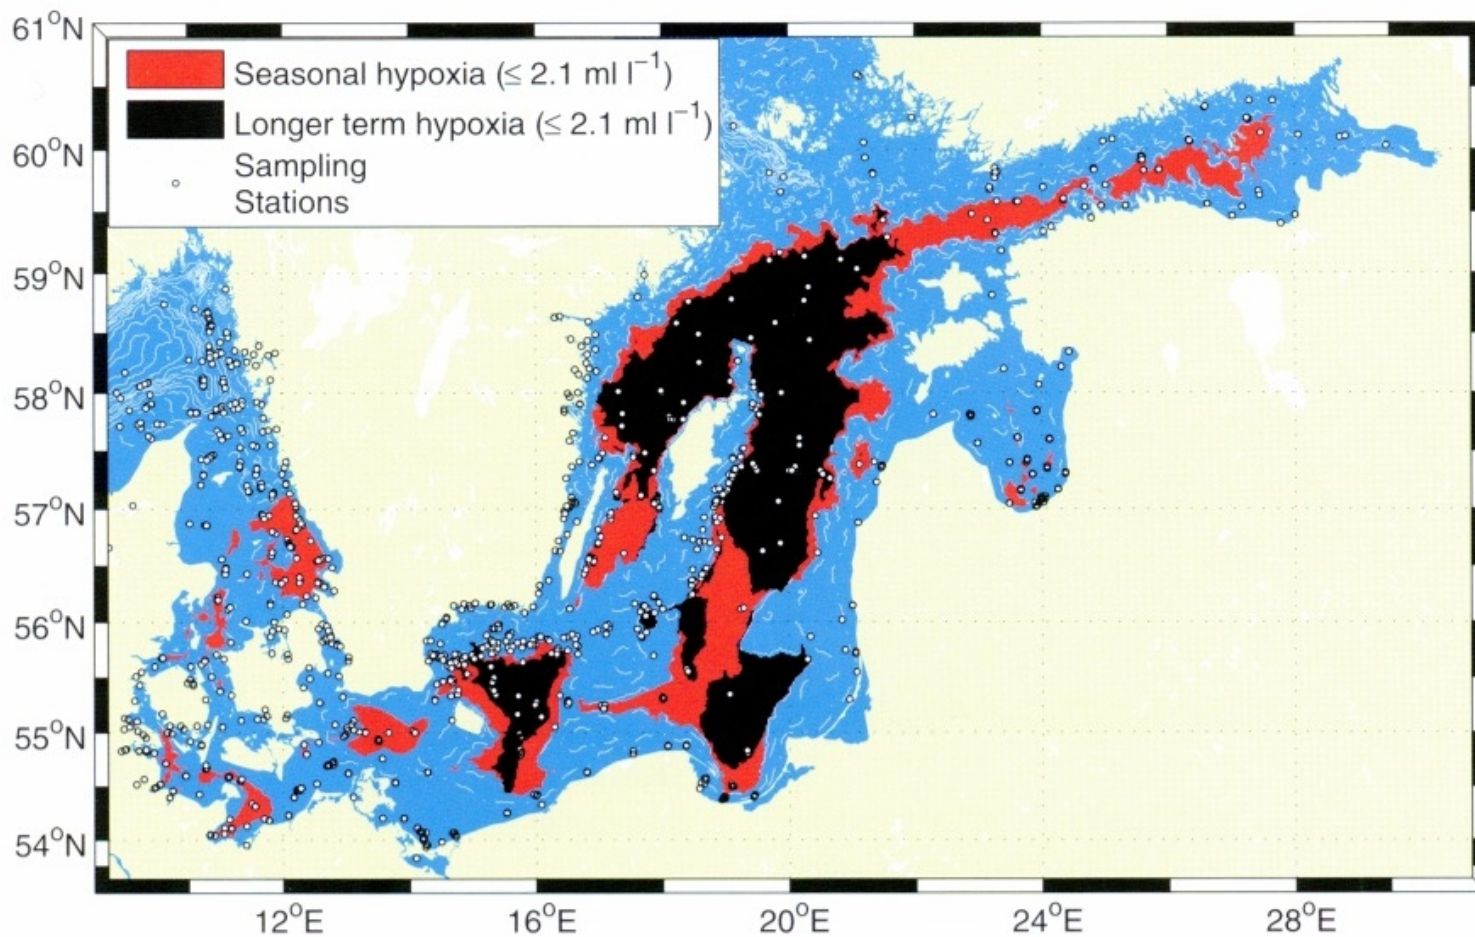 61°N
60°N
59°N
58°N
57°N
56°N
55°N
54°N
Seasonal hypoxia (≤ 2.1 ml l⁻¹)
Longer term hypoxia (≤ 2.1 ml l⁻¹)
Sampling
Stations
12°E 16°E 20°E 24°E 28°E